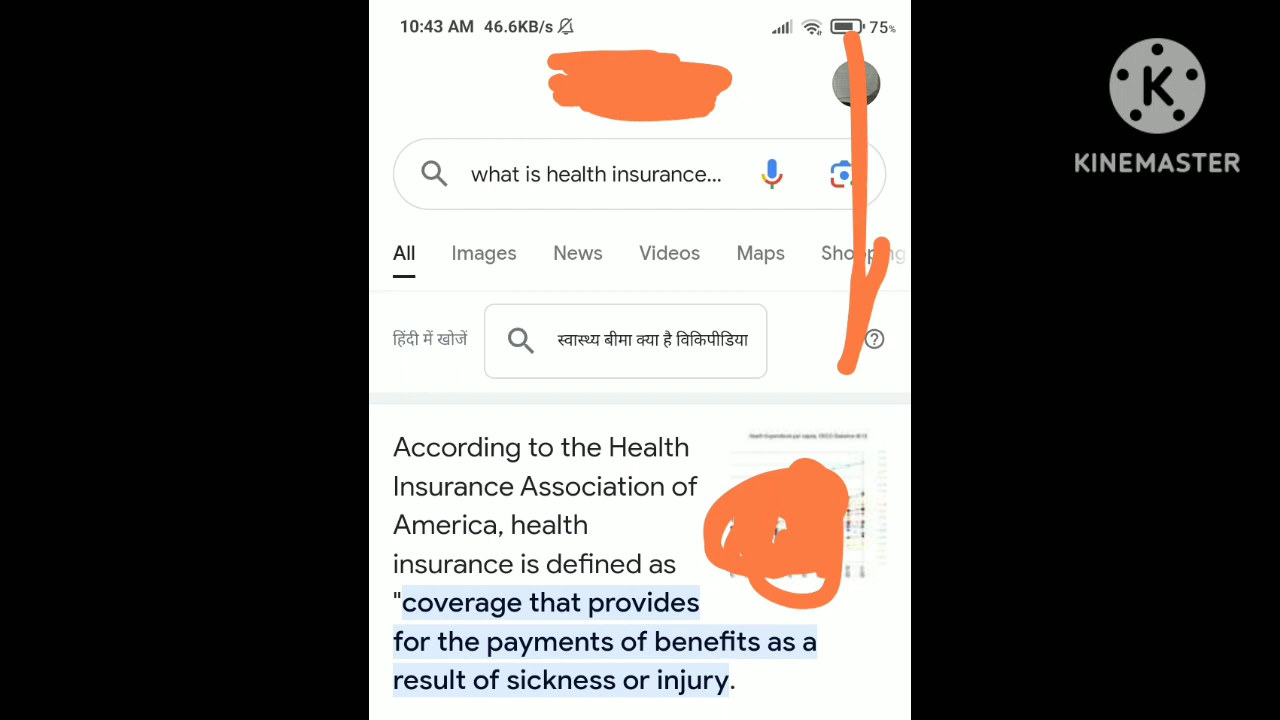 10:43 AM 46.6KB/s 75%
K
KINEMASTER
what is health insurance...
All Images News Videos Maps Shopping
हिंदी में खोजें स्वास्थ्य बीमा क्या है विकिपीडिया ?
According to the Health
Insurance Association of
America, health
insurance is defined as
"coverage that provides
for the payments of benefits as a
result of sickness or injury.